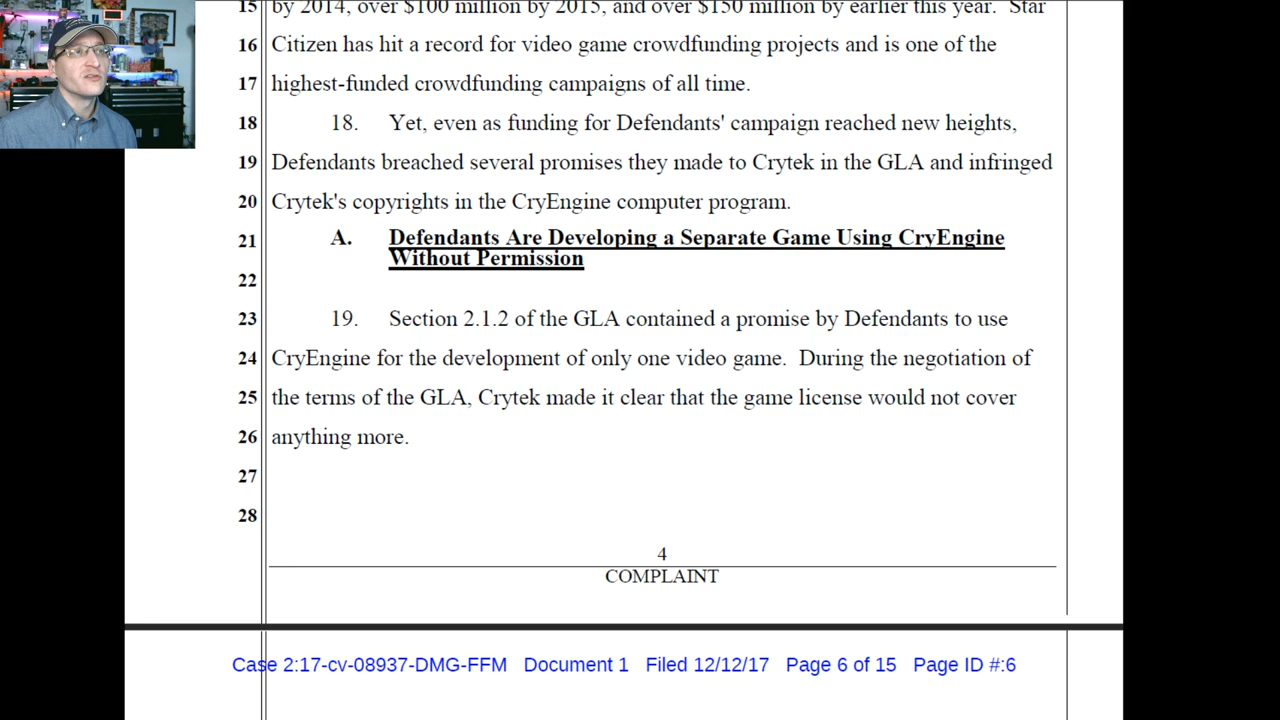 15 by 2014, over $100 million by 2015, and over $150 million by earlier this year.  Star
16 Citizen has hit a record for video game crowdfunding projects and is one of the
17 highest-funded crowdfunding campaigns of all time.
18 18. Yet, even as funding for Defendants' campaign reached new heights,
19 Defendants breached several promises they made to Crytek in the GLA and infringed
20 Crytek's copyrights in the CryEngine computer program.
21 A. Defendants Are Developing a Separate Game Using CryEngine
Without Permission
22
23 19. Section 2.1.2 of the GLA contained a promise by Defendants to use
24 CryEngine for the development of only one video game.  During the negotiation of
25 the terms of the GLA, Crytek made it clear that the game license would not cover
26 anything more.
27
28
4
COMPLAINT
Case 2:17-cv-08937-DMG-FFM Document 1 Filed 12/12/17 Page 6 of 15 Page ID #:6